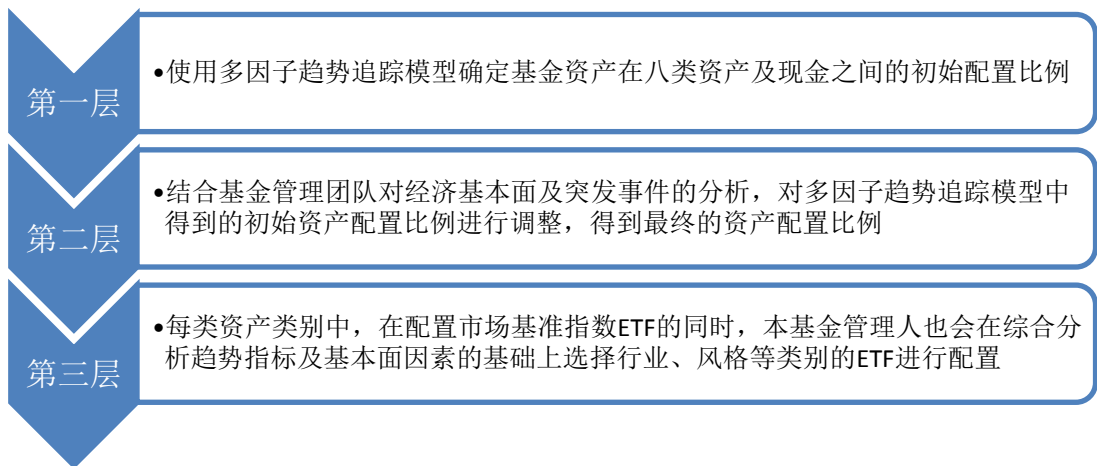 第一层
•使用多因子趋势追踪模型确定基金资产在八类资产及现金之间的初始配置比例
第二层
•结合基金管理团队对经济基本面及突发事件的分析，对多因子趋势追踪模型中
得到的初始资产配置比例进行调整，得到最终的资产配置比例
第三层
•每类资产类别中，在配置市场基准指数ETF的同时，本基金管理人也会在综合分
析趋势指标及基本面因素的基础上选择行业、风格等类别的ETF进行配置